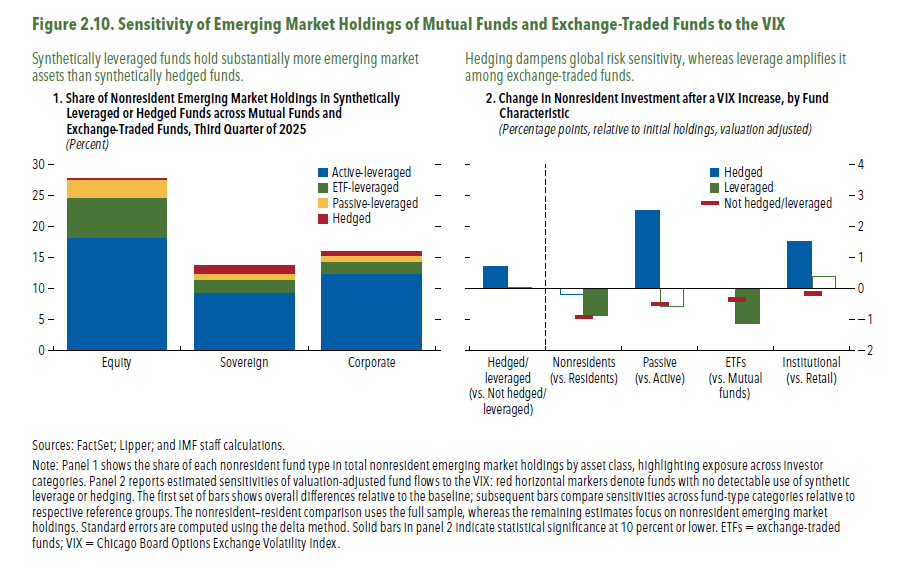 Figure 2.10. Sensitivity of Emerging Market Holdings of Mutual Funds and Exchange-Traded Funds to the VIX
Synthetically leveraged funds hold substantially more emerging market
assets than synthetically hedged funds.
1. Share of Nonresident Emerging Market Holdings in Synthetically
Leveraged or Hedged Funds across Mutual Funds and
Exchange-Traded Funds, Third Quarter of 2025
(Percent)
30
25
20
15
10
5
0
Active-leveraged
ETF-leveraged
Passive-leveraged
Hedged
Equity
Sovereign
Corporate
Hedging dampens global risk sensitivity, whereas leverage amplifies it
among exchange-traded funds.
2. Change in Nonresident Investment after a VIX Increase, by Fund
Characteristic
(Percentage points, relative to initial holdings, valuation adjusted)
Hedged
Leveraged
Not hedged/leveraged
4
3
2
1
0
–1
–2
Hedged/
leveraged
(vs. Not hedged/
leveraged)
Nonresidents
(vs. Residents)
Passive
(vs. Active)
ETFs
(vs. Mutual
funds)
Institutional
(vs. Retail)
Sources: FactSet; Lipper; and IMF staff calculations.
Note: Panel 1 shows the share of each nonresident fund type in total nonresident emerging market holdings by asset class, highlighting exposure across investor
categories. Panel 2 reports estimated sensitivities of valuation-adjusted fund flows to the VIX: red horizontal markers denote funds with no detectable use of synthetic
leverage or hedging. The first set of bars shows overall differences relative to the baseline; subsequent bars compare sensitivities across fund-type categories relative to
respective reference groups. The nonresident–resident comparison uses the full sample, whereas the remaining estimates focus on nonresident emerging market
holdings. Standard errors are computed using the delta method. Solid bars in panel 2 indicate statistical significance at 10 percent or lower. ETFs = exchange-traded
funds; VIX = Chicago Board Options Exchange Volatility Index.